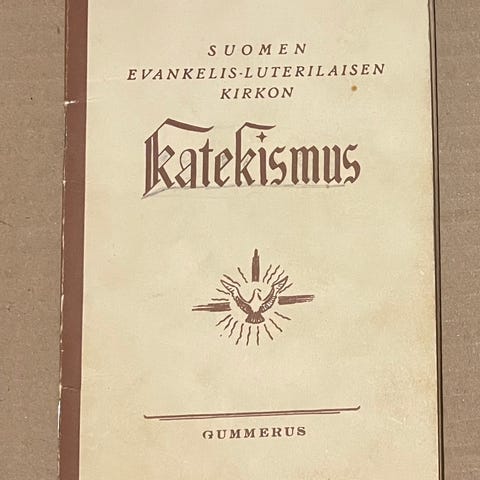 SUOMEN
EVANKELIS-LUTERILAISEN
KIRKON
Katekismus
GUMMERUS